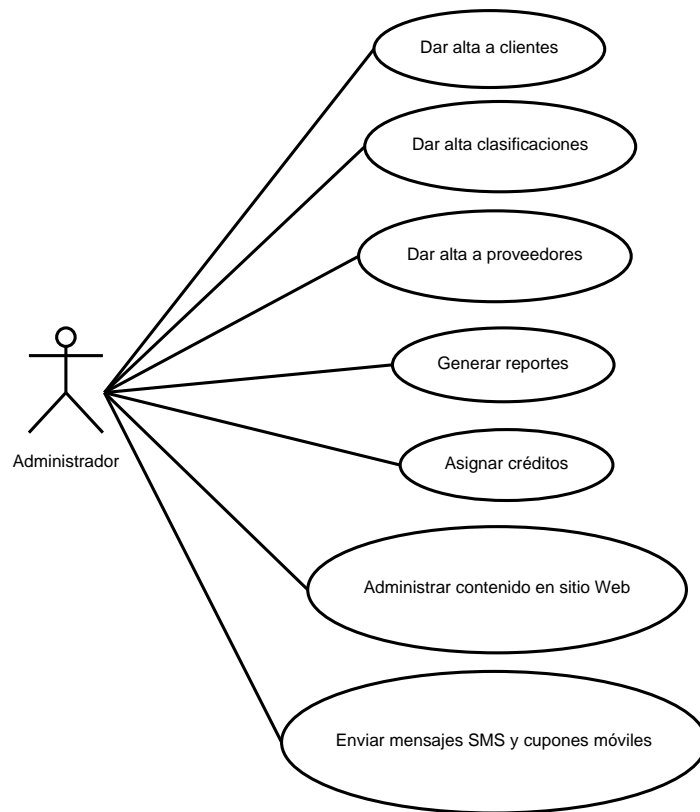 Dar alta a clientes
Dar alta clasificaciones
Dar alta a proveedores
Generar reportes
Administrador
Asignar créditos
Administrar contenido en sitio Web
Enviar mensajes SMS y cupones móviles